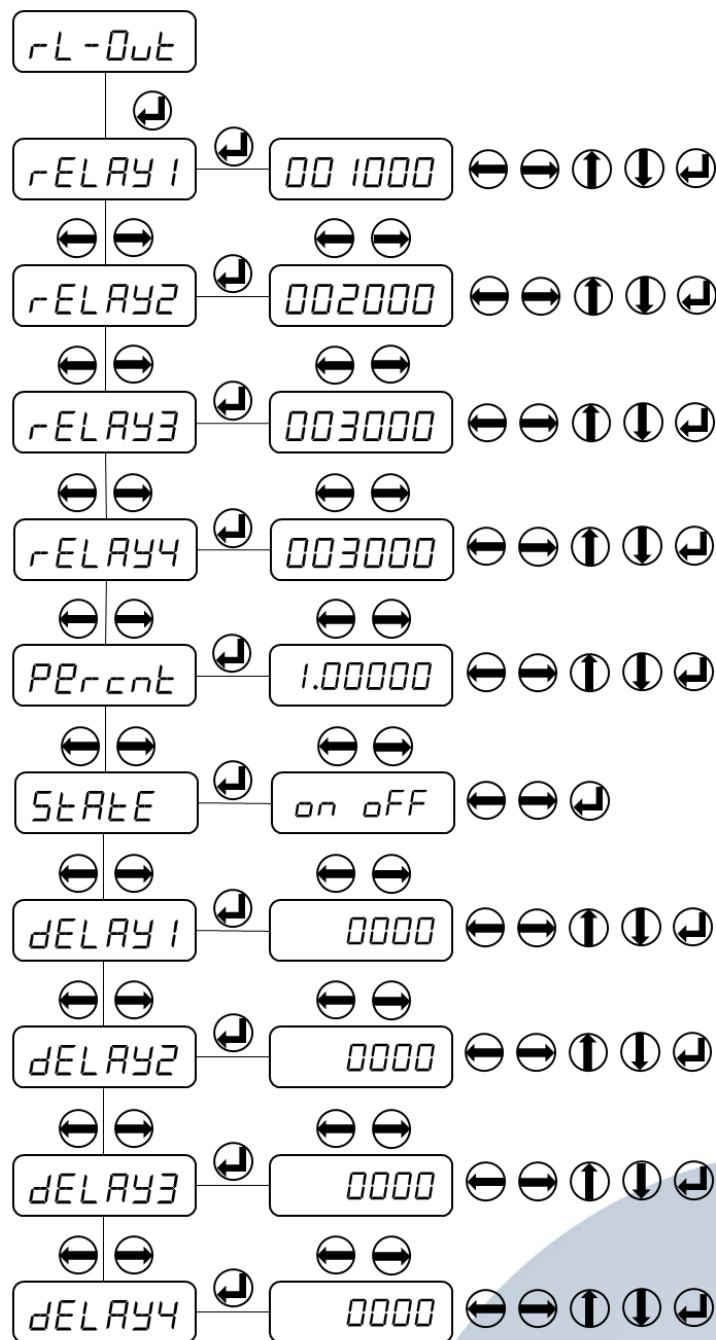 rL-Out
rELAY1 001000
rELAY2 002000
rELAY3 003000
rELAY4 003000
PErcnt 1.00000
StAtE on oFF
dELAY1 0000
dELAY2 0000
dELAY3 0000
dELAY4 0000